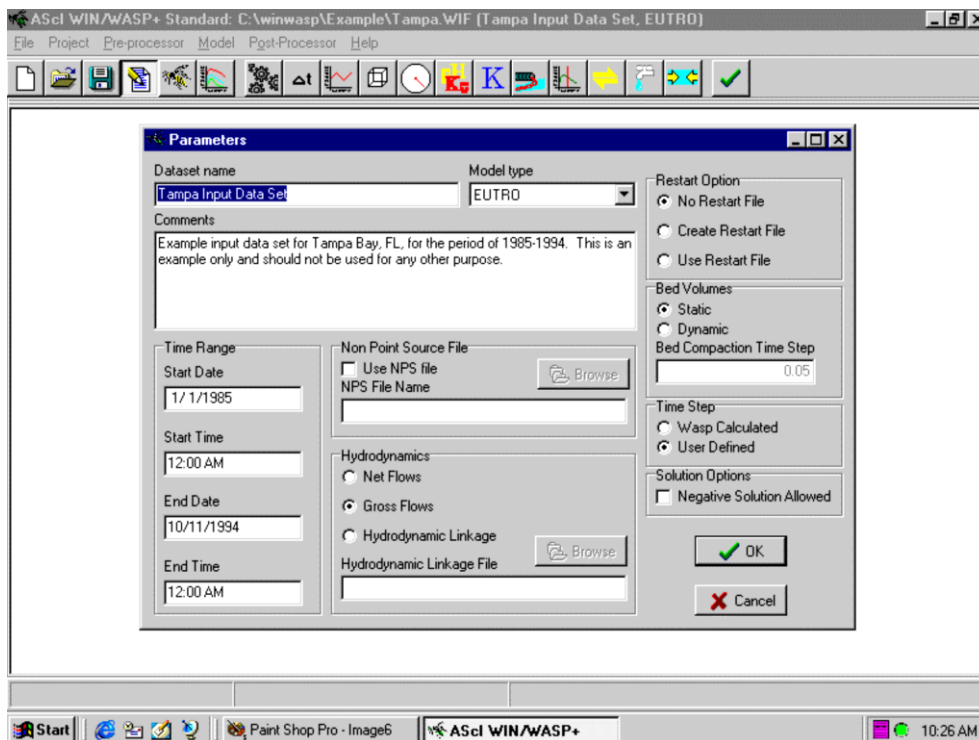 AScI WIN/WASP+ Standard: C:\winwasp\Example\Tampa.WIF (Tampa Input Data Set, EUTRO)
File Project Pre-processor Model Post-Processor Help
Δt
K
Parameters
Dataset name
Tampa Input Data Set
Model type
EUTRO
Comments
Example input data set for Tampa Bay, FL, for the period of 1985-1994. This is an
example only and should not be used for any other purpose.
Time Range
Start Date
1/ 1/1985
Start Time
12:00 AM
End Date
10/11/1994
End Time
12:00 AM
Non Point Source File
Use NPS file
Browse
NPS File Name
Hydrodynamics
Net Flows
Gross Flows
Hydrodynamic Linkage
Browse
Hydrodynamic Linkage File
Restart Option
No Restart File
Create Restart File
Use Restart File
Bed Volumes
Static
Dynamic
Bed Compaction Time Step
0.05
Time Step
Wasp Calculated
User Defined
Solution Options
Negative Solution Allowed
OK
Cancel
Start
Paint Shop Pro - Image6
AScI WIN/WASP+
10:26 AM